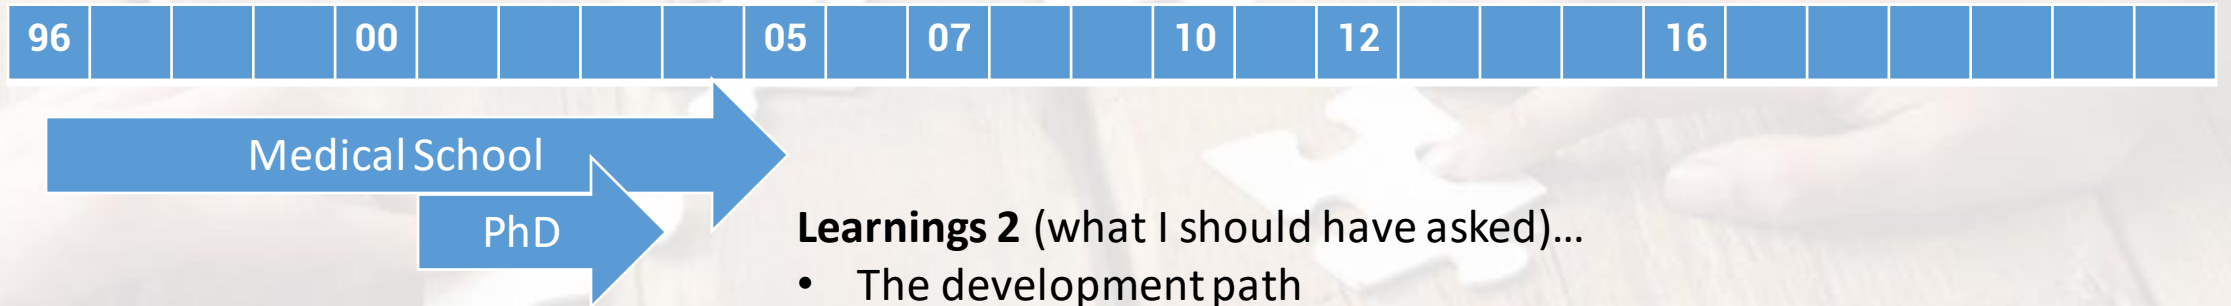 96 00 05 07 10 12 16
Medical School
PhD
Learnings 2 (what I should have asked)...
• The development path